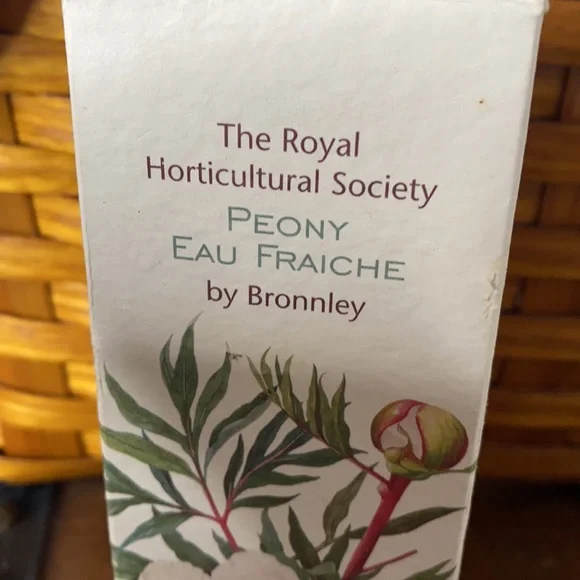 The Royal
Horticultural Society
PEONY
EAU FRAICHE
by Bronnley